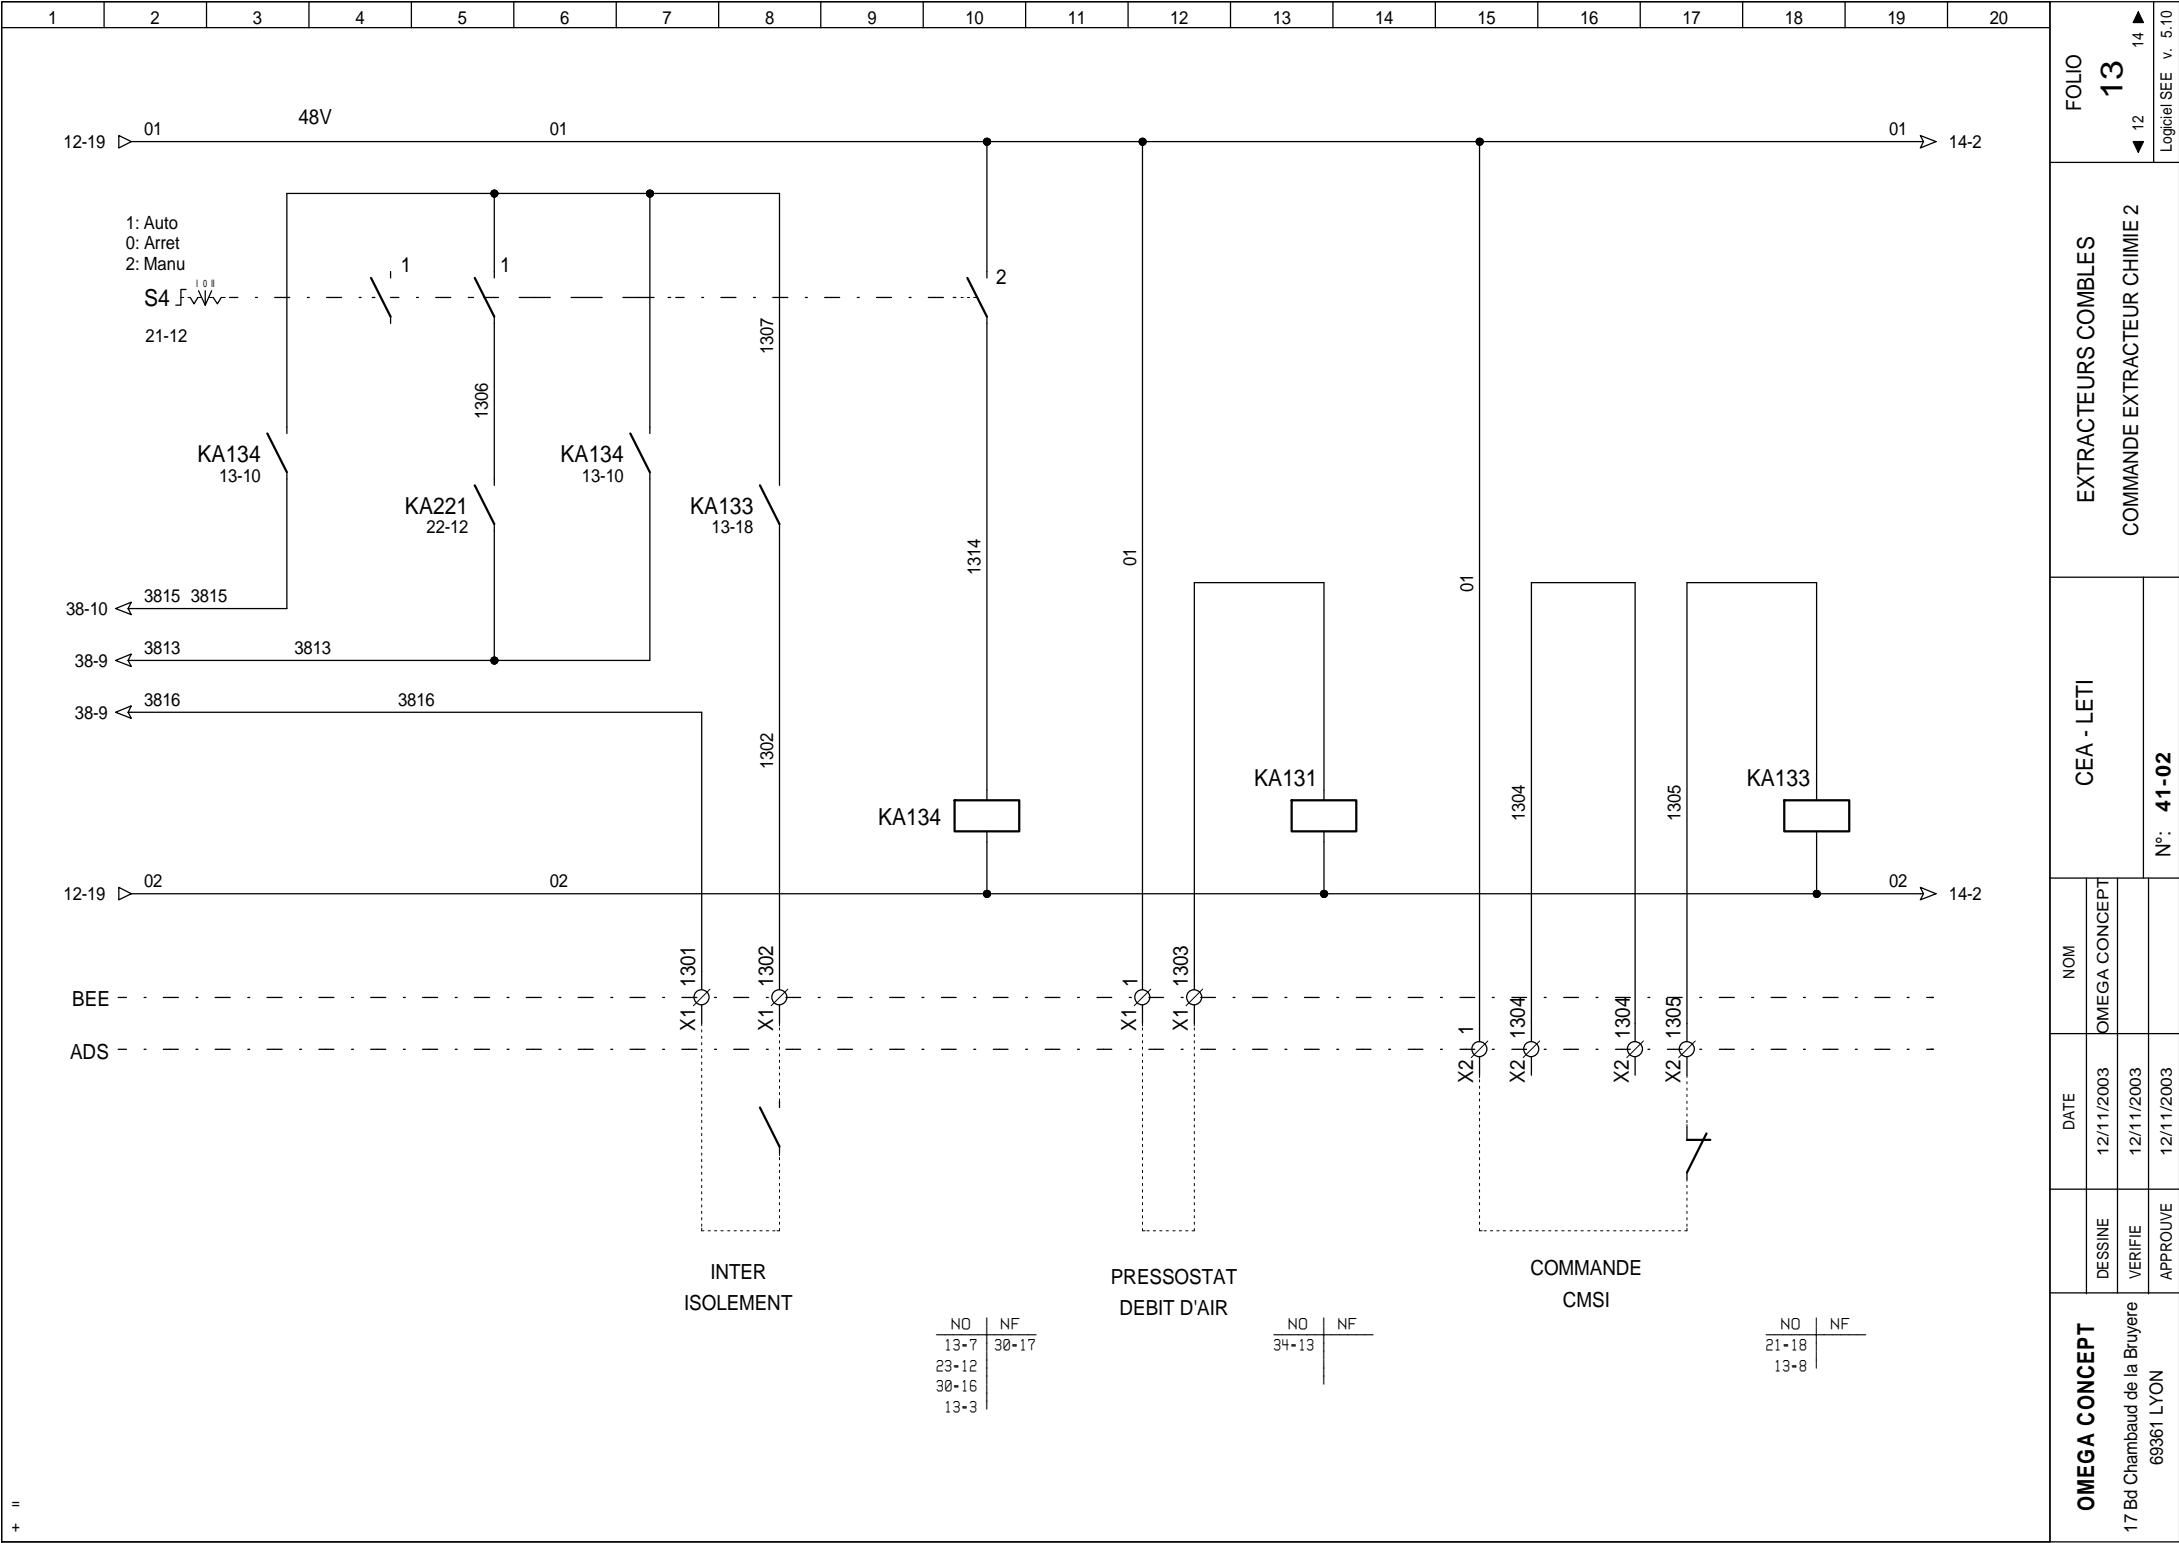 1 2 3 4 5 6 7 8 9 10 11 12 13 14 15 16 17 18 19 20
48V
12-19 01 01 01 14-2
1: Auto
0: Arret
2: Manu
1 1 2
I 0 II
S4
21-12
1307
1306
KA134 KA134
13-10 13-10
KA221 KA133
22-12 13-18
1314 01 01
38-10 3815 3815
38-9 3813 3813
38-9 3816 3816
1302
KA131 KA133
1304 1305
KA134
12-19 02 02 02 14-2
1301 1302 1 1303
BEE
X1 X1 X1 X1
1 1304 1304 1305
ADS
X2 X2 X2 X2
INTER
ISOLEMENT
PRESSOSTAT
DEBIT D'AIR
COMMANDE
CMSI
NO NF
13-7 30-17
23-12
30-16
13-3
NO NF
34-13
NO NF
21-18
13-8
=
+
FOLIO
13
12 14
Logiciel SEE v. 5.10
EXTRACTEURS COMBLES
COMMANDE EXTRACTEUR CHIMIE 2
CEA - LETI
N°: 41-02
DATE NOM
DESSINE 12/11/2003 OMEGA CONCEPT
VERIFIE 12/11/2003
APPROUVE 12/11/2003
OMEGA CONCEPT
17 Bd Chambaud de la Bruyere
69361 LYON